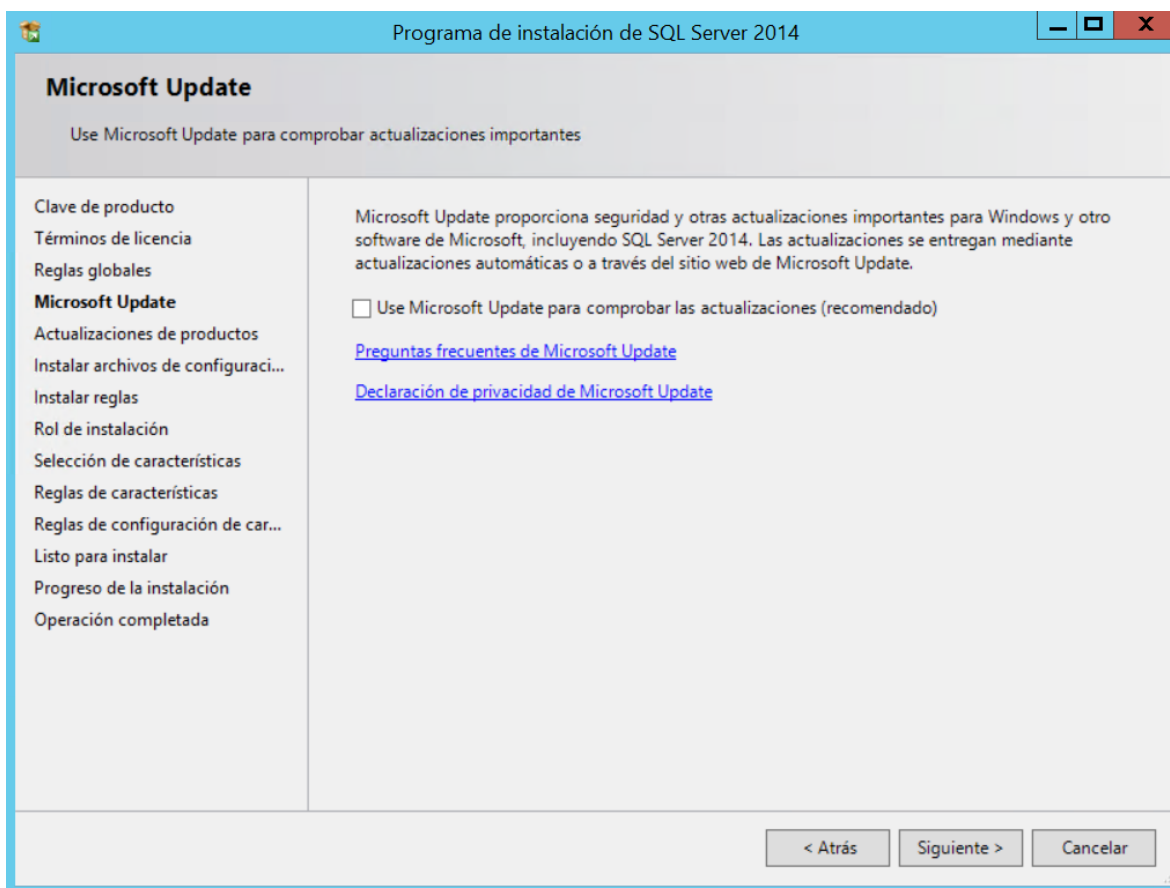 Programa de instalación de SQL Server 2014
Microsoft Update
Use Microsoft Update para comprobar actualizaciones importantes
Clave de producto
Términos de licencia
Reglas globales
Microsoft Update
Actualizaciones de productos
Instalar archivos de configuraci...
Instalar reglas
Rol de instalación
Selección de características
Reglas de características
Reglas de configuración de car...
Listo para instalar
Progreso de la instalación
Operación completada
Microsoft Update proporciona seguridad y otras actualizaciones importantes para Windows y otro
software de Microsoft, incluyendo SQL Server 2014. Las actualizaciones se entregan mediante
actualizaciones automáticas o a través del sitio web de Microsoft Update.
Use Microsoft Update para comprobar las actualizaciones (recomendado)
Preguntas frecuentes de Microsoft Update
Declaración de privacidad de Microsoft Update
< Atrás
Siguiente >
Cancelar